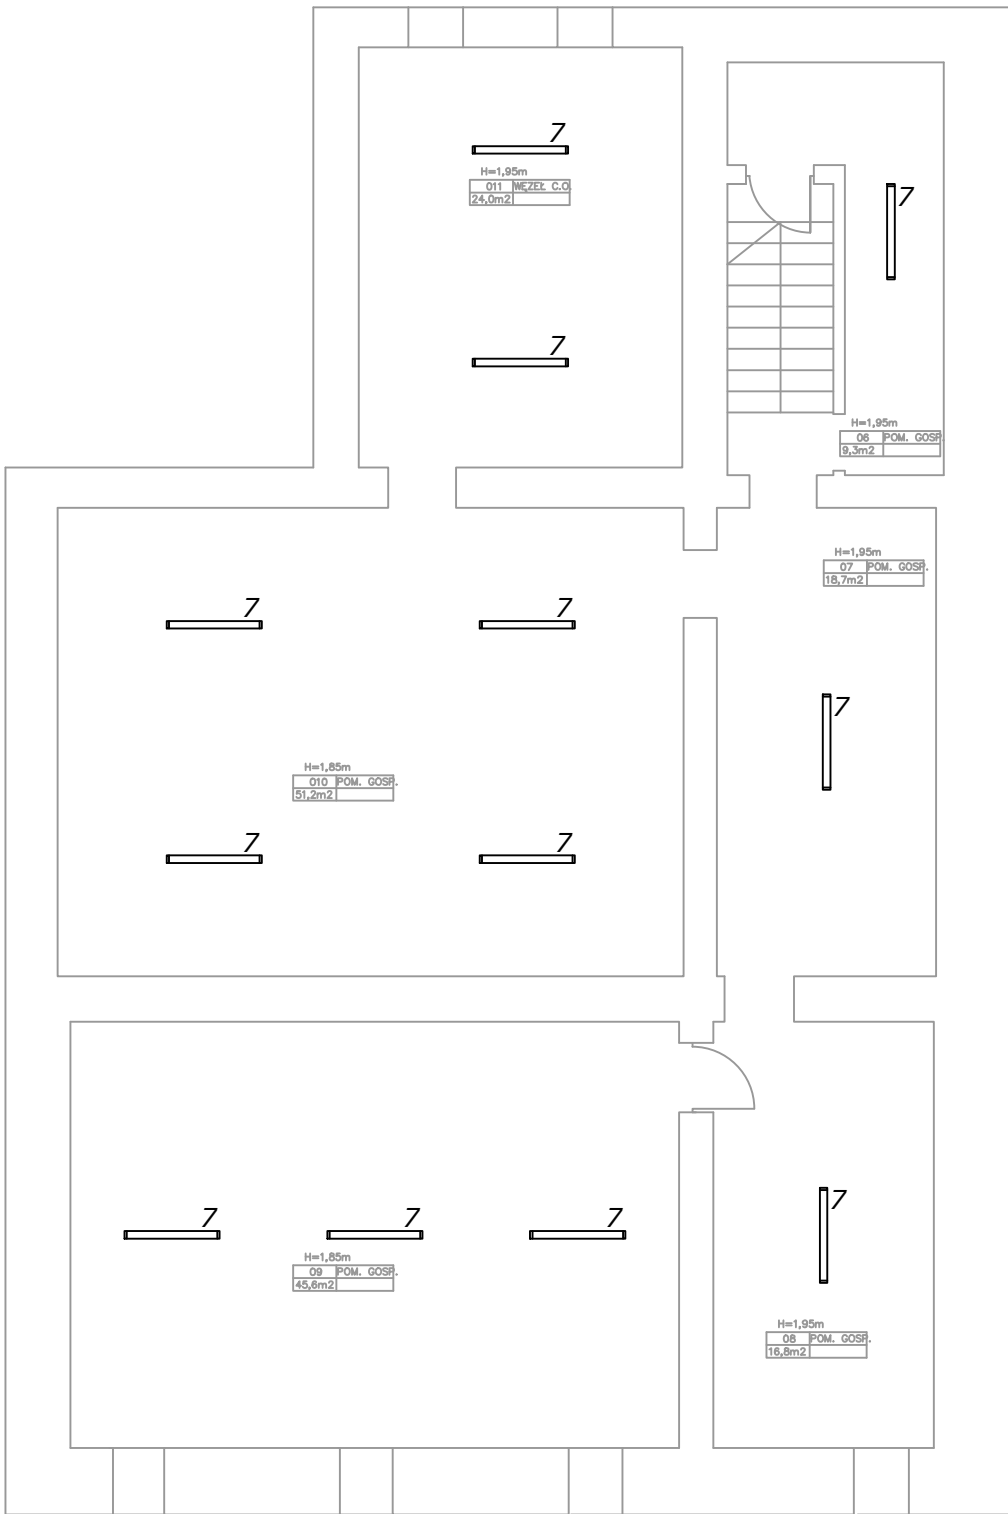 7
H=1,95m
011 WĘZEŁ C.O.
24,0m2
7
7
H=1,95m
06 POM. GOSP.
9,3m2
H=1,95m
07 POM. GOSP.
18,7m2
7
7
7
H=1,85m
010 POM. GOSP.
51,2m2
7
7
7
7
7
H=1,85m
09 POM. GOSP.
45,6m2
7
H=1,95m
08 POM. GOSP.
16,8m2